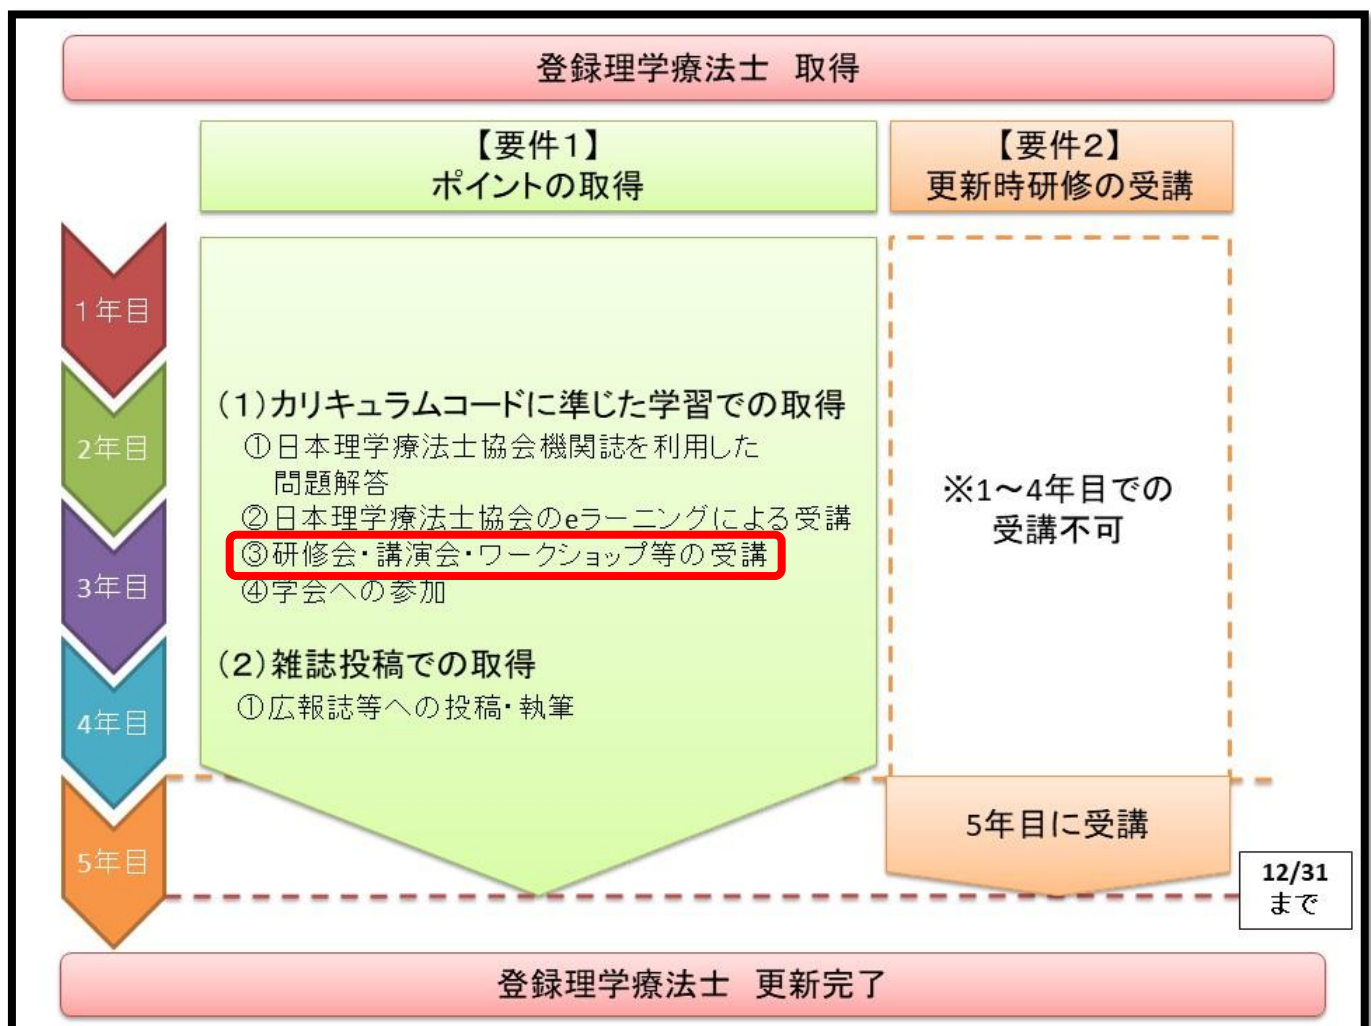 登録理学療法士　取得
【要件１】
ポイントの取得
【要件２】
更新時研修の受講
１年目
2年目
3年目
4年目
5年目
（１）カリキュラムコードに準じた学習での取得
①日本理学療法士協会機関誌を利用した
問題解答
②日本理学療法士協会のeラーニングによる受講
③研修会・講演会・ワークショップ等の受講
④学会への参加
（２）雑誌投稿での取得
①広報誌等への投稿・執筆
※1～4年目での
受講不可
5年目に受講
12/31
まで
登録理学療法士　更新完了